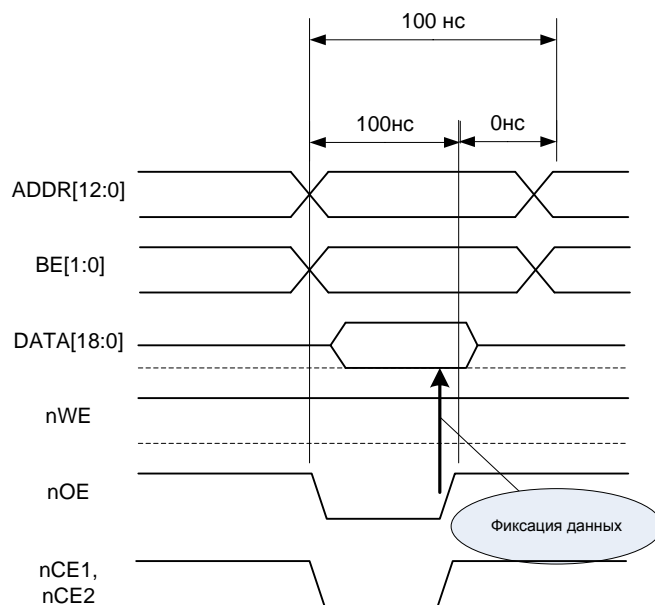 100 нс
100нс
0нс
ADDR[12:0]
BE[1:0]
DATA[18:0]
nWE
nOE
Фиксация данных
nCE1,
nCE2